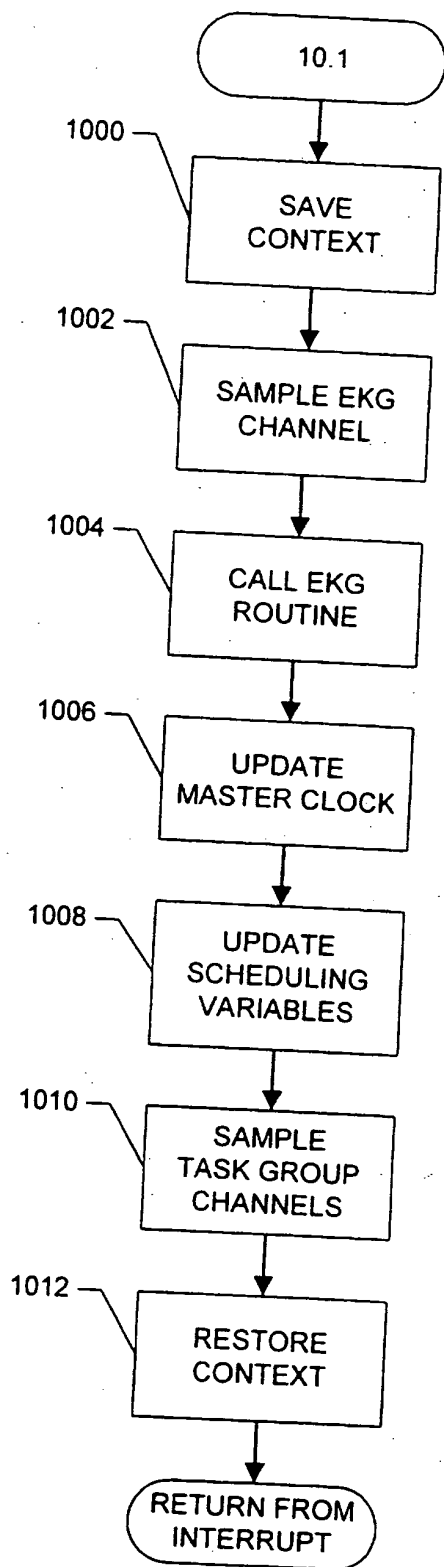 10.1
1000
SAVE
CONTEXT
1002
SAMPLE EKG
CHANNEL
1004
CALL EKG
ROUTINE
1006
UPDATE
MASTER CLOCK
1008
UPDATE
SCHEDULING
VARIABLES
1010
SAMPLE
TASK GROUP
CHANNELS
1012
RESTORE
CONTEXT
RETURN FROM
INTERRUPT